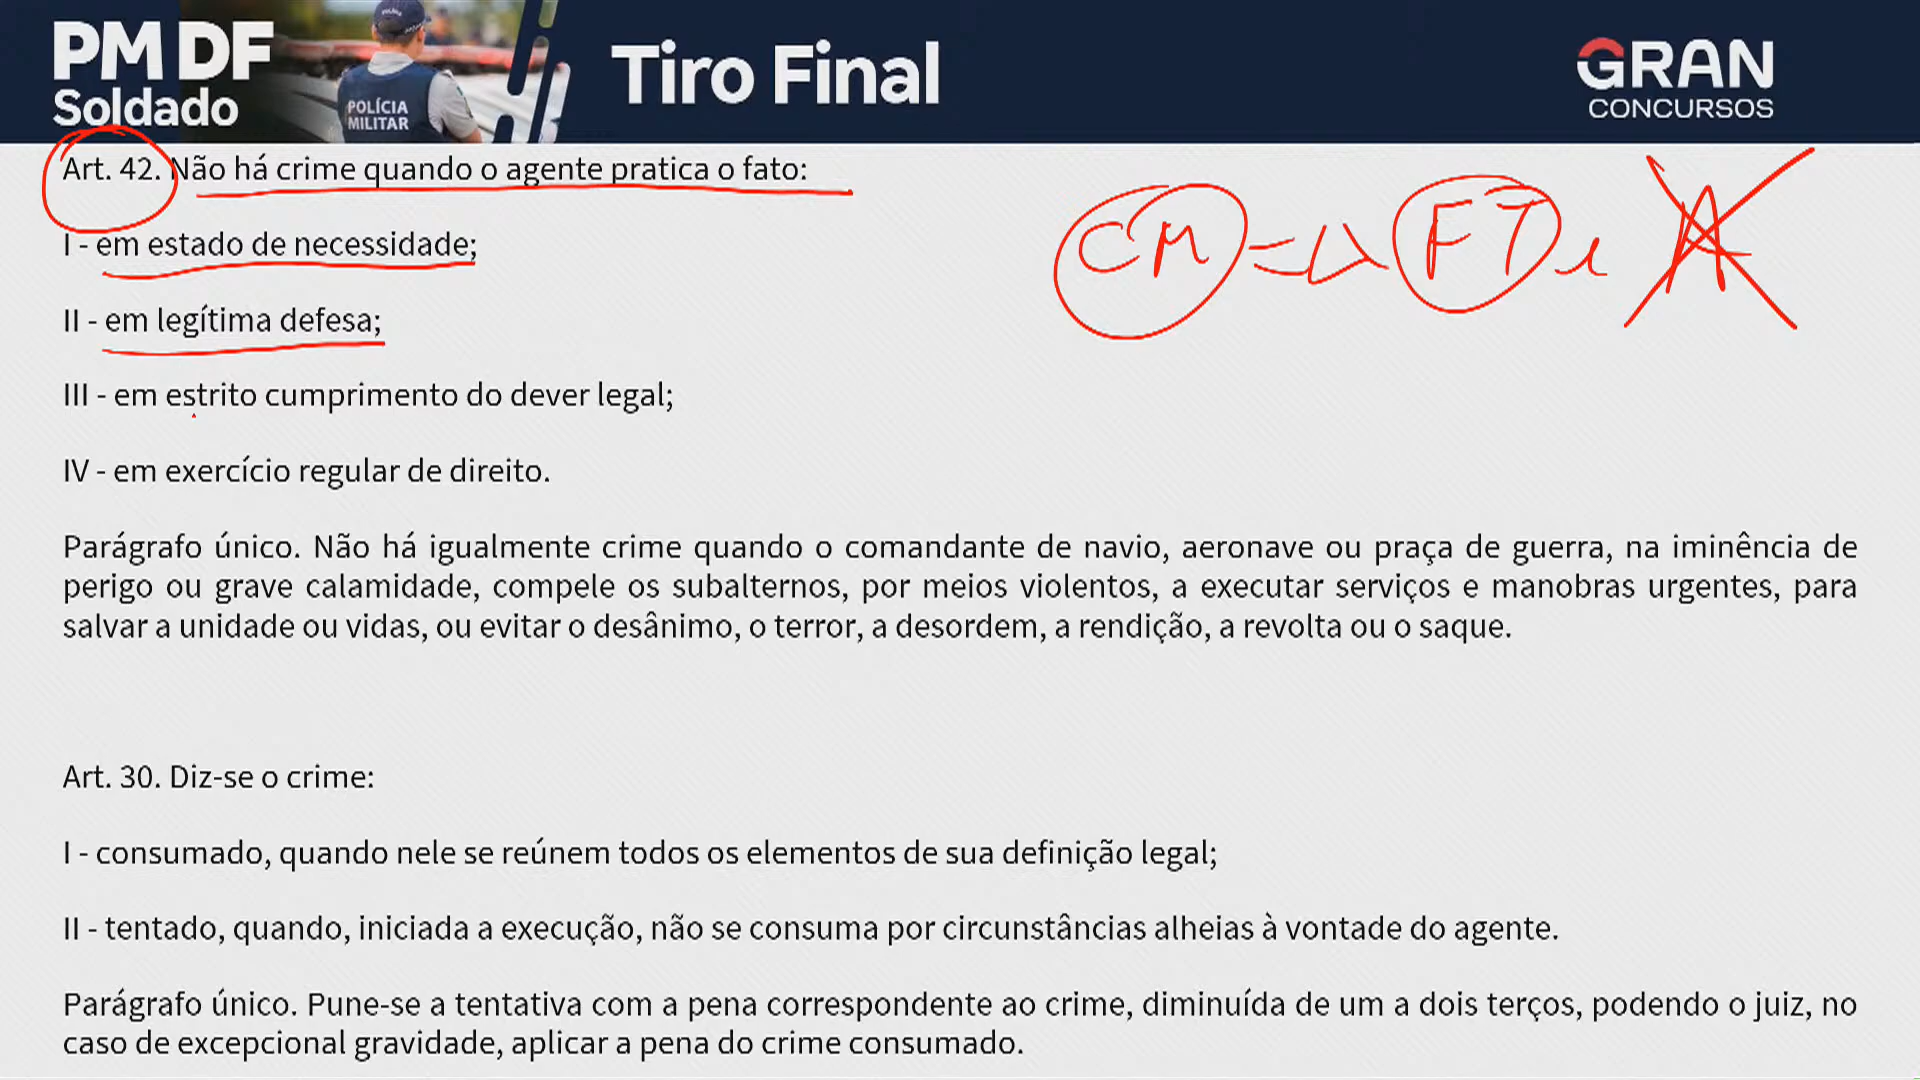 PM DF
Soldado
POLÍCIA
MILITAR
Tiro Final
GRAN
CONCURSOS
Art. 42. Não há crime quando o agente pratica o fato:
CM => FT, A
I - em estado de necessidade;
II - em legítima defesa;
III - em estrito cumprimento do dever legal;
IV - em exercício regular de direito.
Parágrafo único. Não há igualmente crime quando o comandante de navio, aeronave ou praça de guerra, na iminência de
perigo ou grave calamidade, compele os subalternos, por meios violentos, a executar serviços e manobras urgentes, para
salvar a unidade ou vidas, ou evitar o desânimo, o terror, a desordem, a rendição, a revolta ou o saque.
Art. 30. Diz-se o crime:
I - consumado, quando nele se reúnem todos os elementos de sua definição legal;
II - tentado, quando, iniciada a execução, não se consuma por circunstâncias alheias à vontade do agente.
Parágrafo único. Pune-se a tentativa com a pena correspondente ao crime, diminuída de um a dois terços, podendo o juiz, no
caso de excepcional gravidade, aplicar a pena do crime consumado.